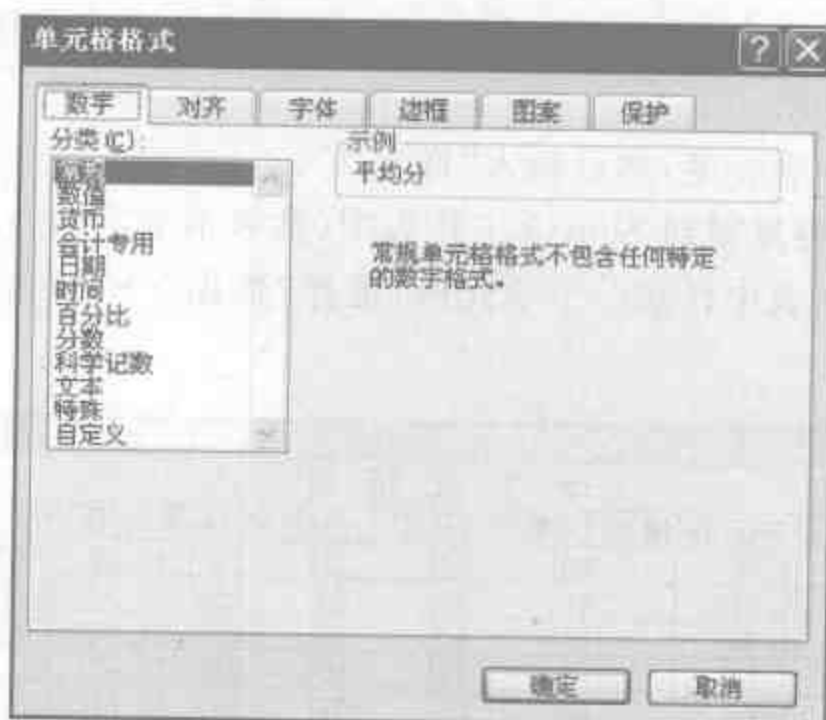 单元格格式
数字 对齐 字体 边框 图案 保护
分类(C): 示例
平均分
数值
货币
会计专用
日期
时间
百分比
分数
科学记数
文本
特殊
自定义
常规单元格格式不包含任何特定
的数字格式。
确定 取消